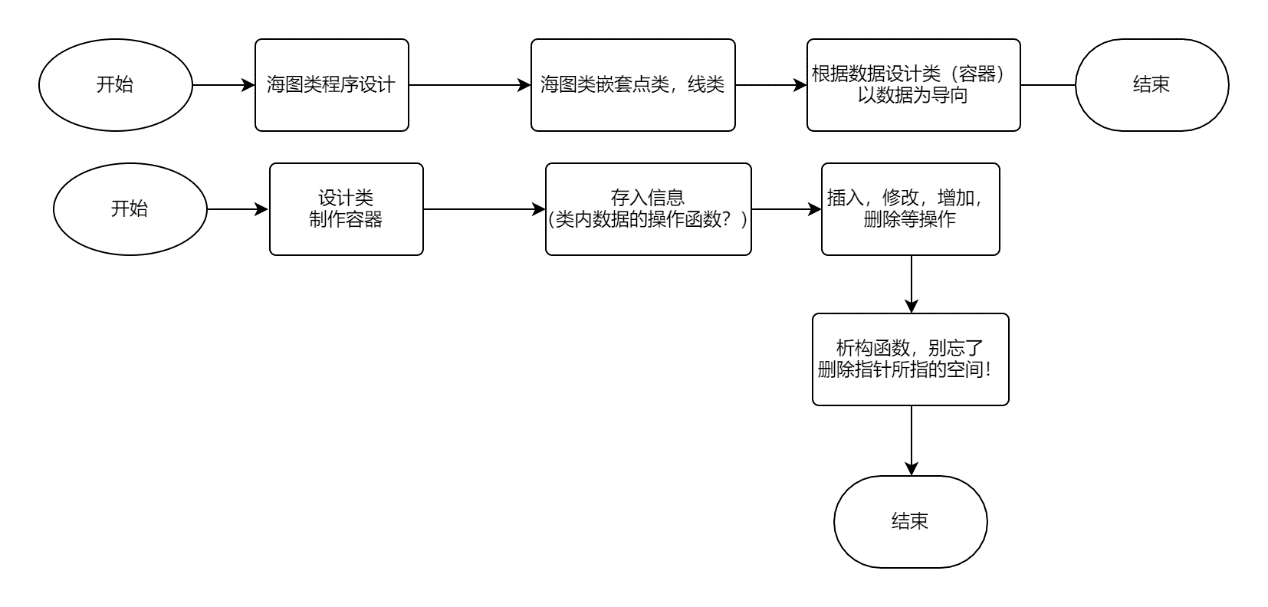 开始
海图类程序设计
海图类嵌套点类，线类
根据数据设计类（容器）
以数据为导向
结束
开始
设计类
制作容器
存入信息
（类内数据的操作函数？）
插入，修改，增加，
删除等操作
析构函数，别忘了
删除指针所指的空间！
结束